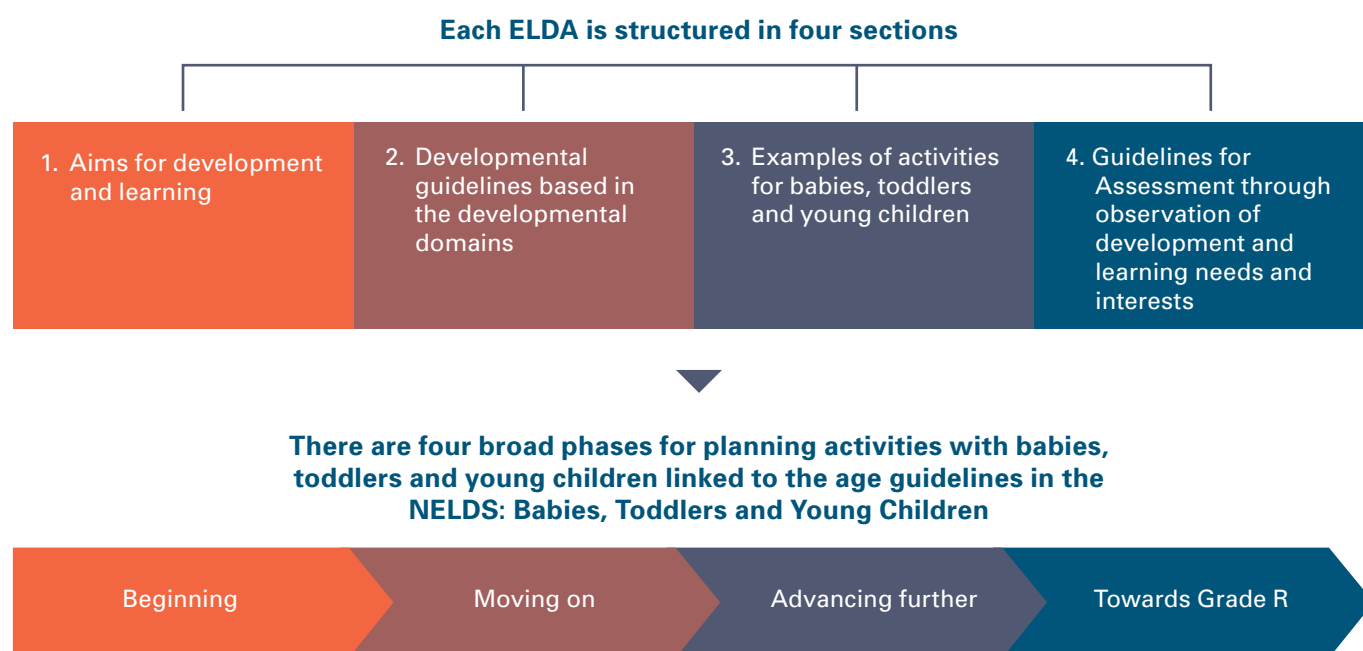 Each ELDA is structured in four sections
1. Aims for development
and learning
2. Developmental
guidelines based in
the developmental
domains
3. Examples of activities
for babies, toddlers
and young children
4. Guidelines for
Assessment through
observation of
development and
learning needs and
interests
There are four broad phases for planning activities with babies,
toddlers and young children linked to the age guidelines in the
NELDS: Babies, Toddlers and Young Children
Beginning
Moving on
Advancing further
Towards Grade R